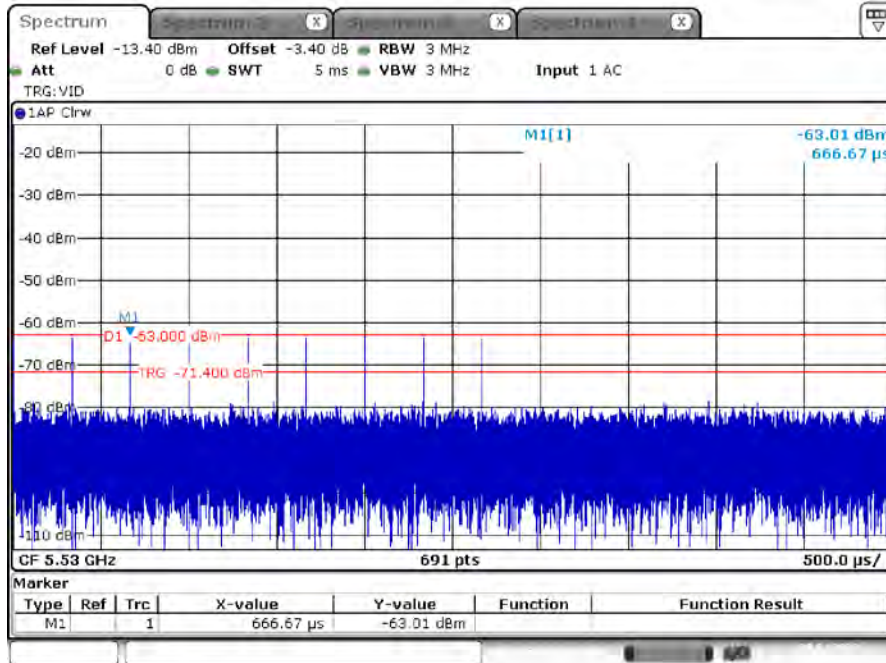 Spectrum X X X
Ref Level -13.40 dBm Offset -3.40 dB RBW 3 MHz
Att 0 dB SWT 5 ms VBW 3 MHz Input 1 AC
TRG:VID
1AP Clrw
M1[1] -63.01 dBm
666.67 µs
-20 dBm
-30 dBm
-40 dBm
-50 dBm
-60 dBm
M1
D1 -63.000 dBm
-70 dBm
TRG -71.400 dBm
-80 dBm
-110 dBm
CF 5.53 GHz 691 pts 500.0 µs/
Marker
Type Ref Trc X-value Y-value Function Function Result
M1 1 666.67 µs -63.01 dBm